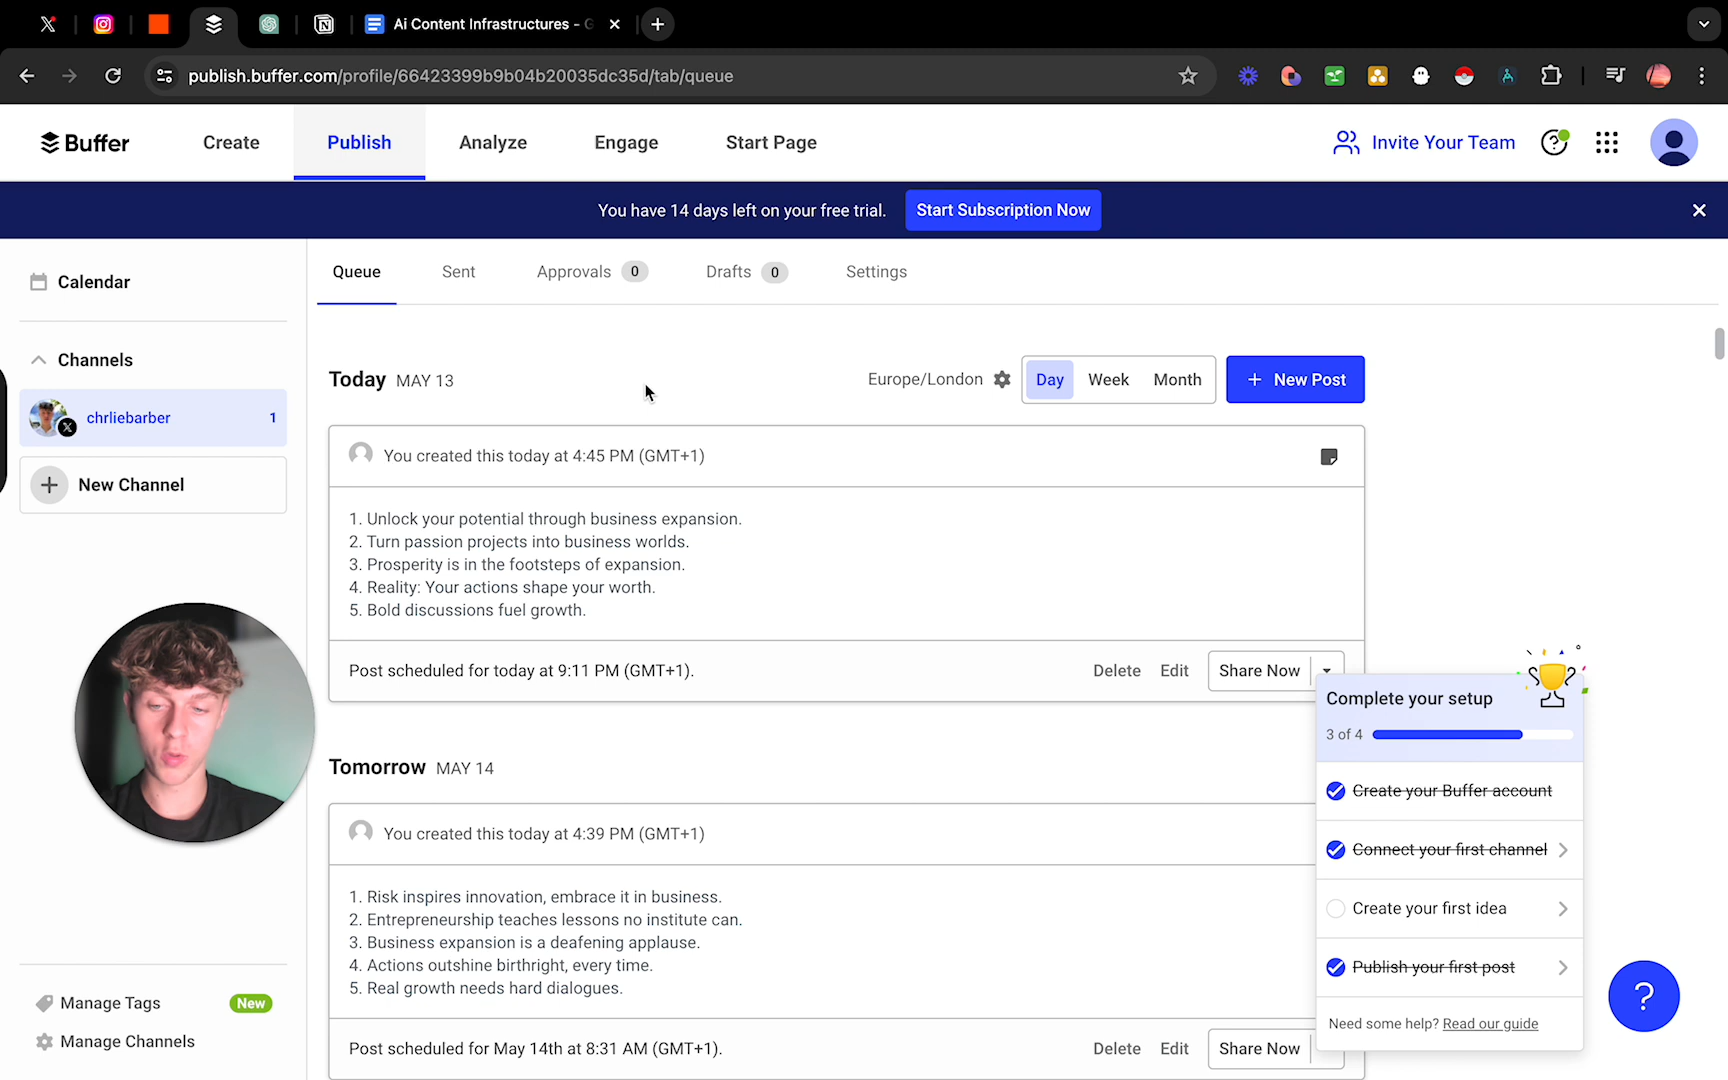 Ai Content Infrastructures - G
publish.buffer.com/profile/66423399b9b04b20035dc35d/tab/queue
Buffer
Create
Publish
Analyze
Engage
Start Page
Invite Your Team
You have 14 days left on your free trial.
Start Subscription Now
Calendar
Channels
chrliebarber
1
New Channel
Manage Tags
New
Manage Channels
Queue
Sent
Approvals 0
Drafts 0
Settings
Today MAY 13
Europe/London
Day
Week
Month
+ New Post
You created this today at 4:45 PM (GMT+1)
1. Unlock your potential through business expansion.
2. Turn passion projects into business worlds.
3. Prosperity is in the footsteps of expansion.
4. Reality: Your actions shape your worth.
5. Bold discussions fuel growth.
Post scheduled for today at 9:11 PM (GMT+1).
Delete
Edit
Share Now
Tomorrow MAY 14
You created this today at 4:39 PM (GMT+1)
1. Risk inspires innovation, embrace it in business.
2. Entrepreneurship teaches lessons no institute can.
3. Business expansion is a deafening applause.
4. Actions outshine birthright, every time.
5. Real growth needs hard dialogues.
Post scheduled for May 14th at 8:31 AM (GMT+1).
Delete
Edit
Share Now
Complete your setup
3 of 4
Create your Buffer account
Connect your first channel
Create your first idea
Publish your first post
Need some help? Read our guide
?